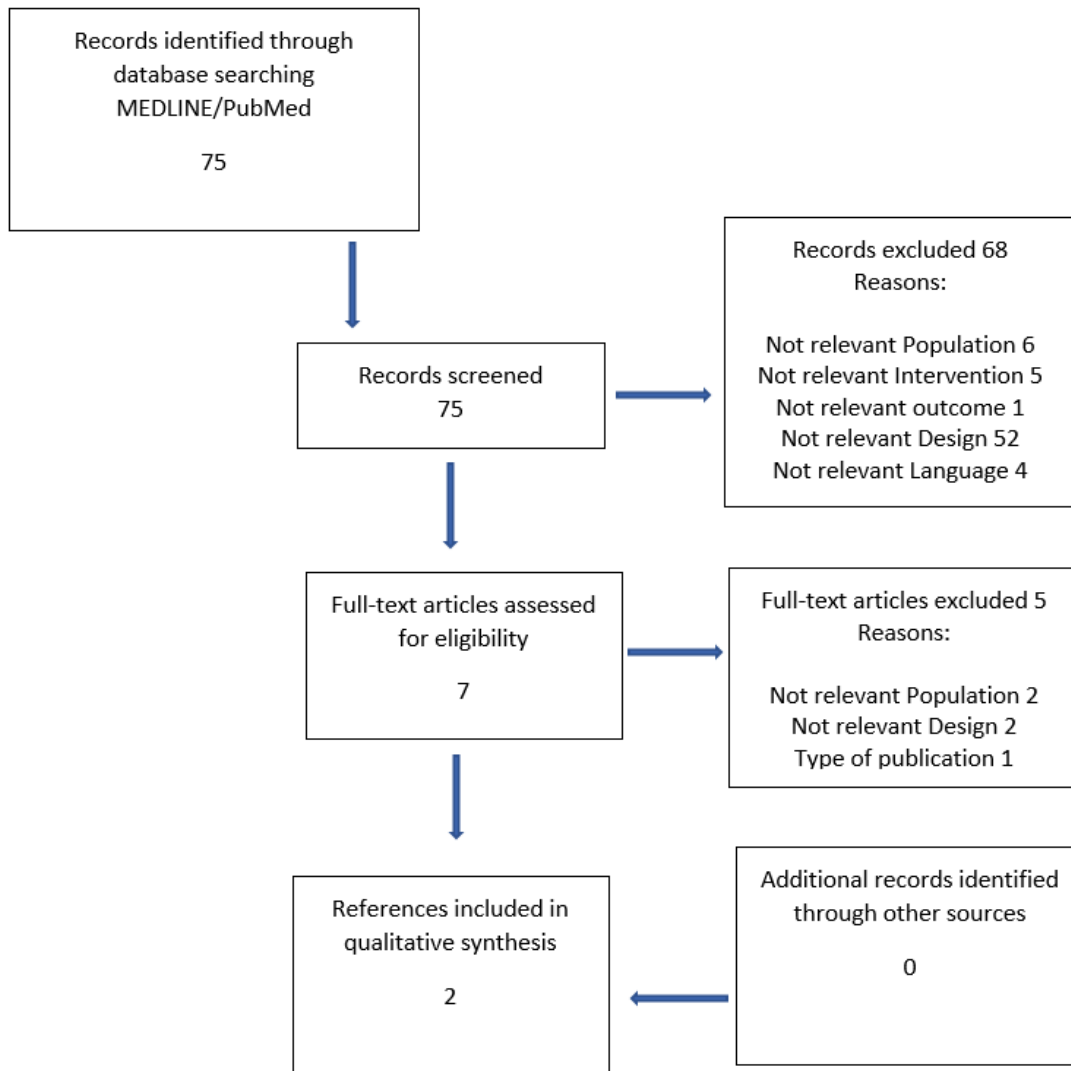 Records identified through
database searching
MEDLINE/PubMed
75
Records excluded 68
Reasons:
Not relevant Population 6
Not relevant Intervention 5
Not relevant outcome 1
Not relevant Design 52
Not relevant Language 4
Records screened
75
Full-text articles assessed
for eligibility
7
Full-text articles excluded 5
Reasons:
Not relevant Population 2
Not relevant Design 2
Type of publication 1
References included in
qualitative synthesis
2
Additional records identified
through other sources
0